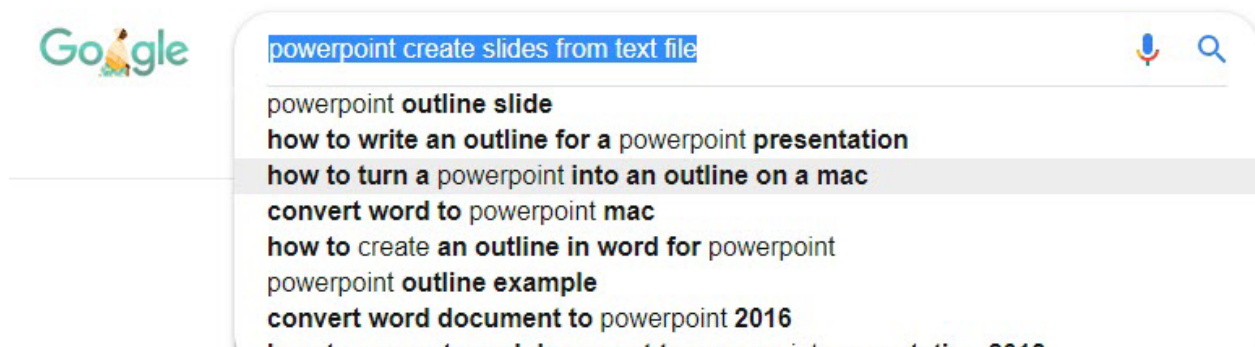 Google
powerpoint create slides from text file
powerpoint outline slide
how to write an outline for a powerpoint presentation
how to turn a powerpoint into an outline on a mac
convert word to powerpoint mac
how to create an outline in word for powerpoint
powerpoint outline example
convert word document to powerpoint 2016